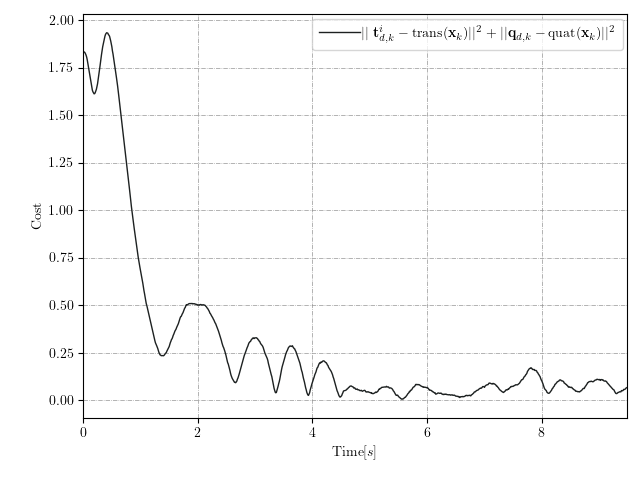 || t^i_{d,k} − trans(x_k)||² + ||q_{d,k} − quat(x_k)||²
2.00
1.75
1.50
1.25
1.00
0.75
0.50
0.25
0.00
Cost
0 2 4 6 8
Time[s]